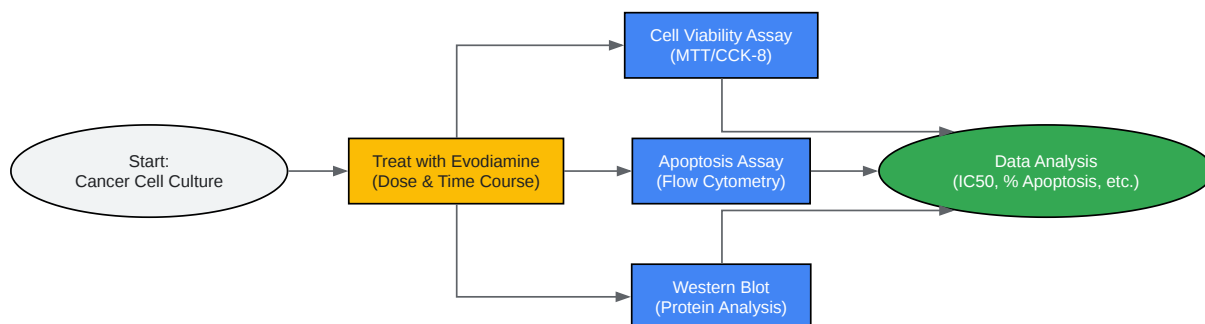 Start:
Cancer Cell Culture
Treat with Evodiamine
(Dose & Time Course)
Cell Viability Assay
(MTT/CCK-8)
Apoptosis Assay
(Flow Cytometry)
Western Blot
(Protein Analysis)
Data Analysis
(IC50, % Apoptosis, etc.)